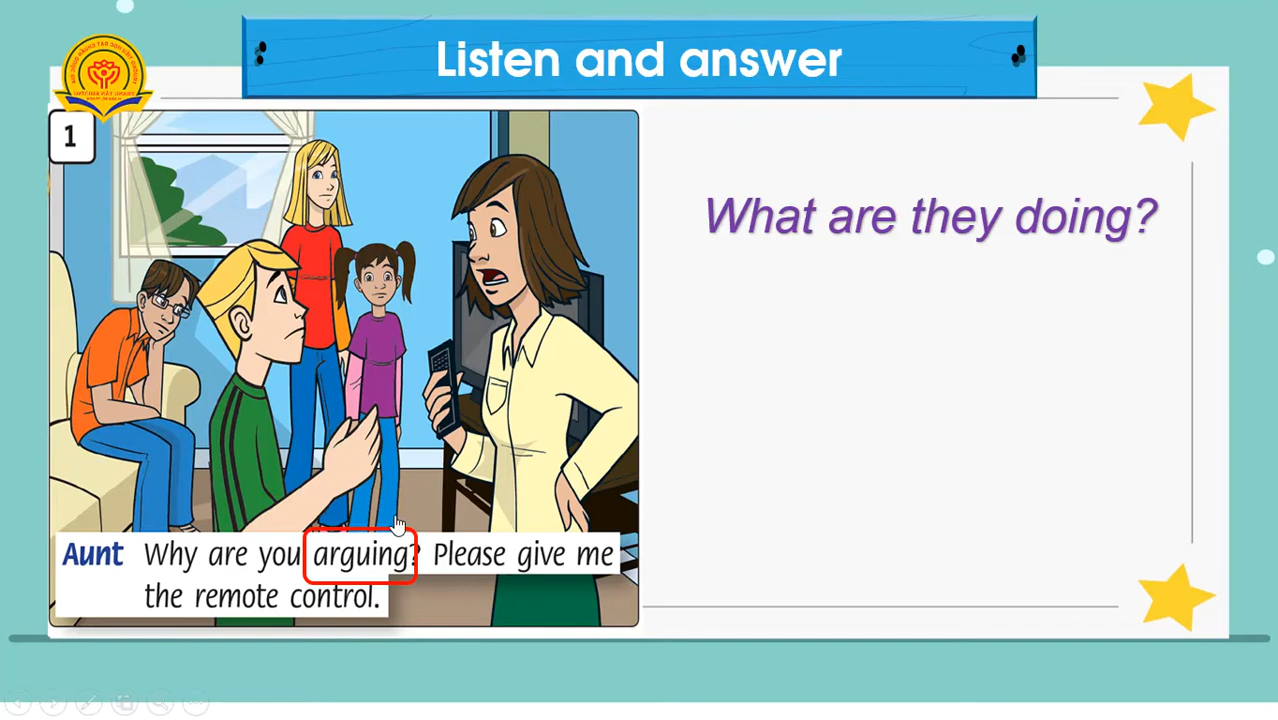 Listen and answer
1
What are they doing?
Aunt Why are you arguing? Please give me
the remote control.